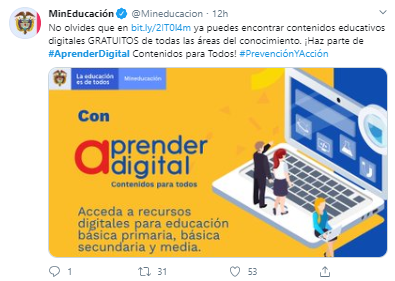 MinEducación @Mineducacion · 12h
No olvides que en bit.ly/2IT0l4m ya puedes encontrar contenidos educativos
digitales GRATUITOS de todas las áreas del conocimiento. ¡Haz parte de
#AprenderDigital Contenidos para Todos! #PrevenciónYAcción
La educación
es de todos
Mineducación
Con
aprender
digital
Contenidos para todos
Acceda a recursos
digitales para educación
básica primaria, básica
secundaria y media.
1 31 53